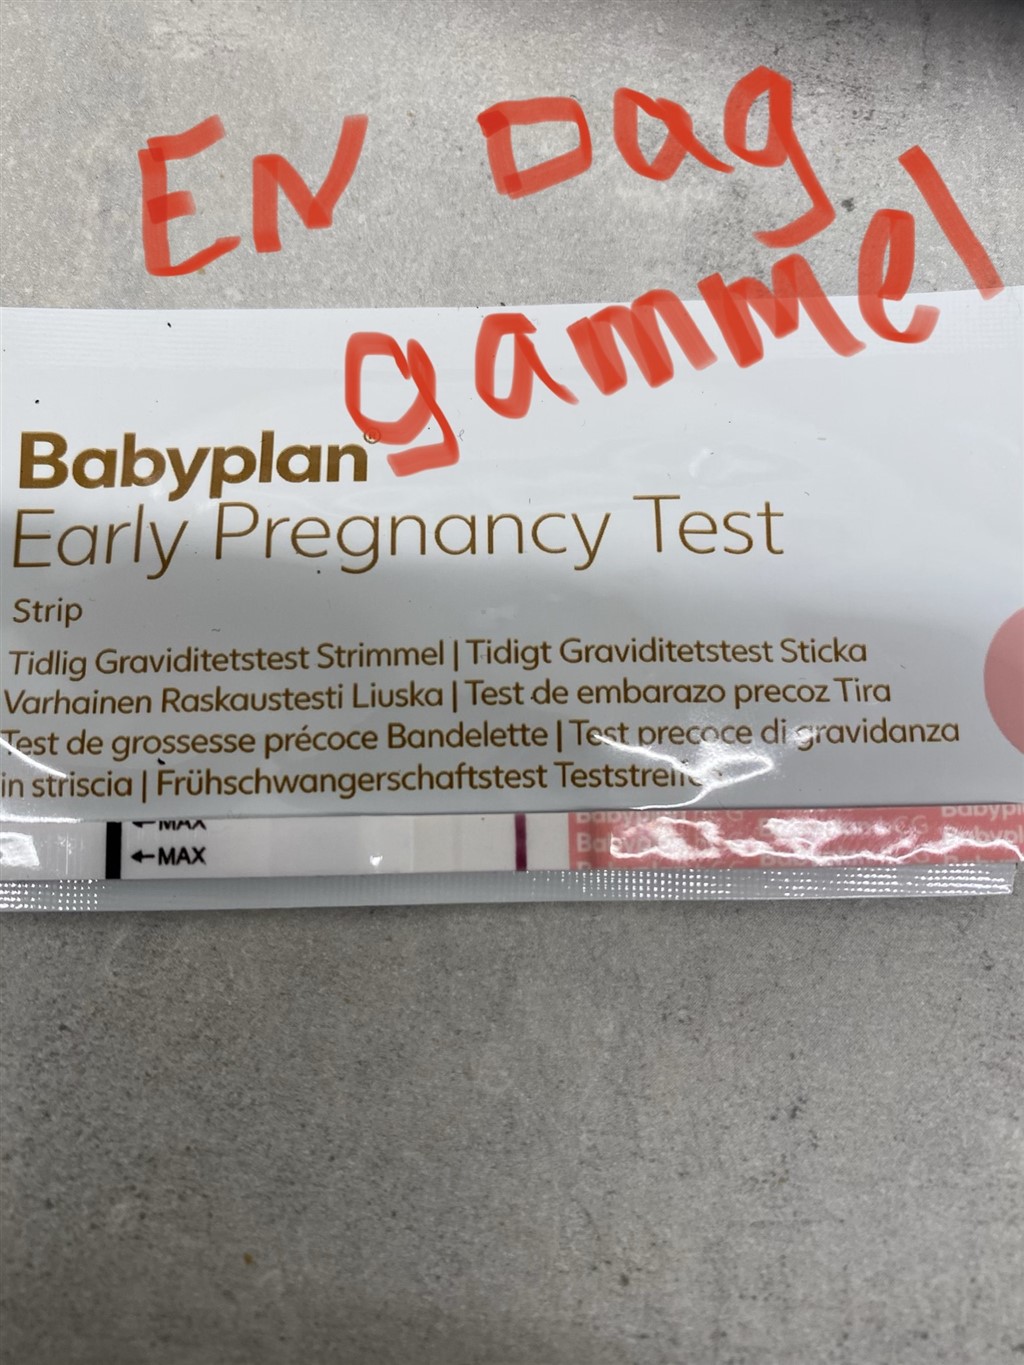 EN Dag
gammel
Babyplan®
Early Pregnancy Test
Strip
Tidlig Graviditetstest Strimmel | Tidigt Graviditetstest Sticka
Varhainen Raskaustesti Liuska | Test de embarazo precoz Tira
Test de grossesse précoce Bandelette | Test precoce di gravidanza
in striscia | Frühschwangerschaftstest
←MAX
←MAX